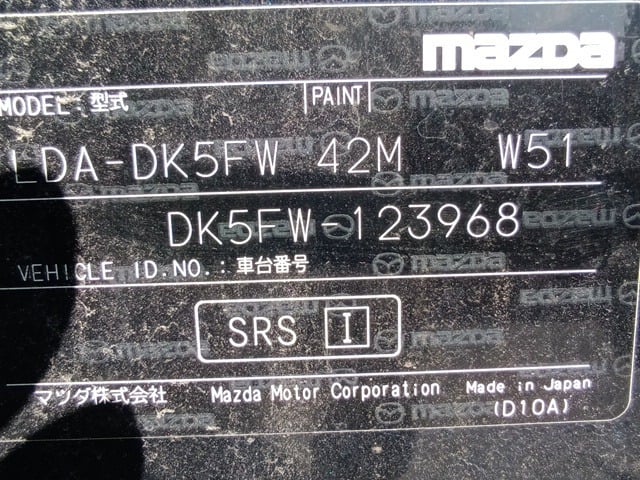 mazda
MODEL: 型式 PAINT
LDA-DK5FW 42M W51
DK5FW-123968
VEHICLE ID.NO.: 車台番号
SRS I
マツダ株式会社 Mazda Motor Corporation Made in Japan
(D10A)